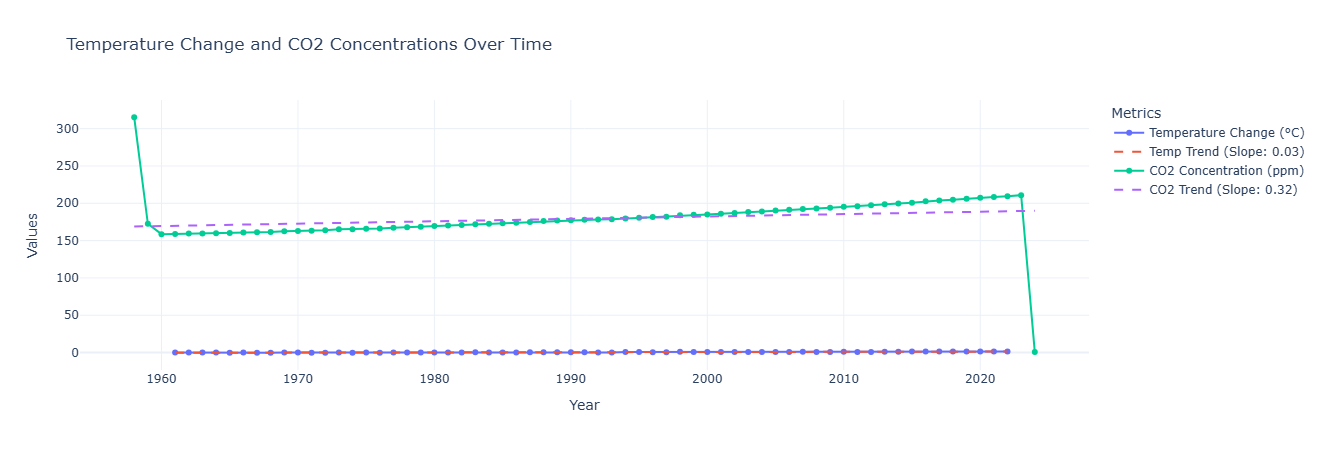 Temperature Change and CO2 Concentrations Over Time
Metrics
Temperature Change (°C)
Temp Trend (Slope: 0.03)
CO2 Concentration (ppm)
CO2 Trend (Slope: 0.32)
Values
300
250
200
150
100
50
0
1960 1970 1980 1990 2000 2010 2020
Year